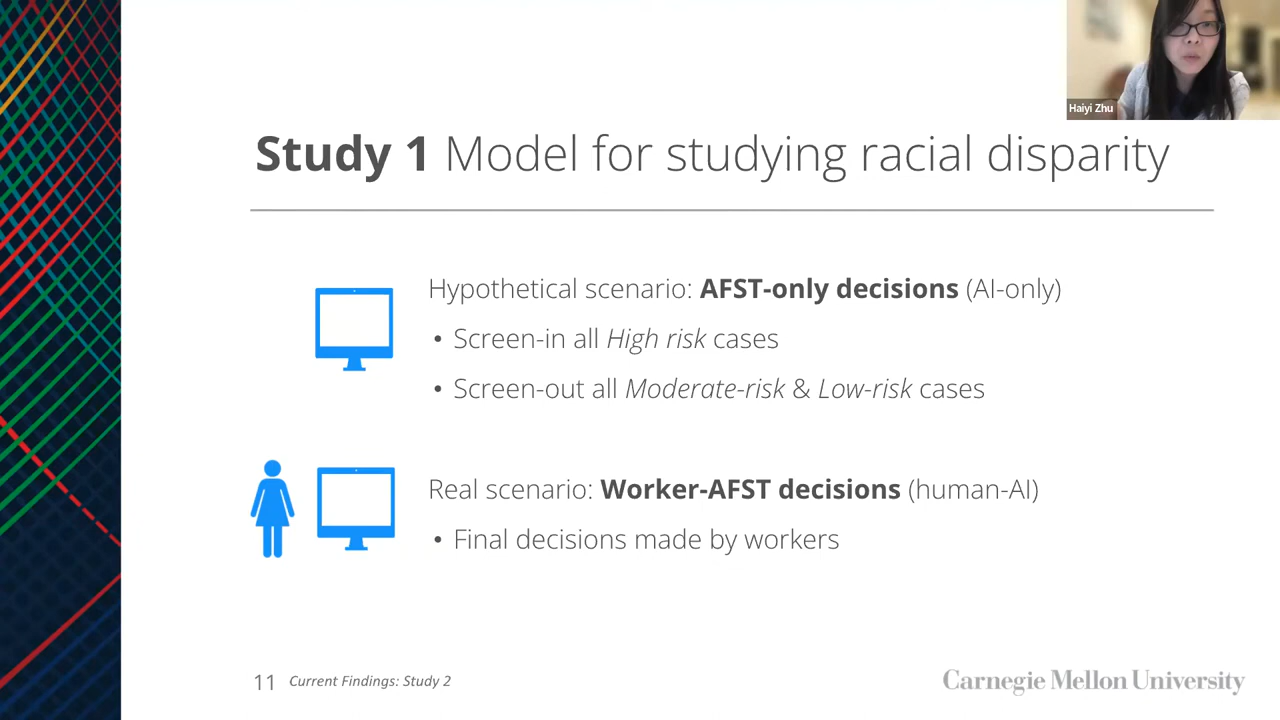 Haiyi Zhu
Study 1 Model for studying racial disparity
Hypothetical scenario: AFST-only decisions (AI-only)
• Screen-in all High risk cases
• Screen-out all Moderate-risk & Low-risk cases
Real scenario: Worker-AFST decisions (human-AI)
• Final decisions made by workers
11 Current Findings: Study 2
Carnegie Mellon University